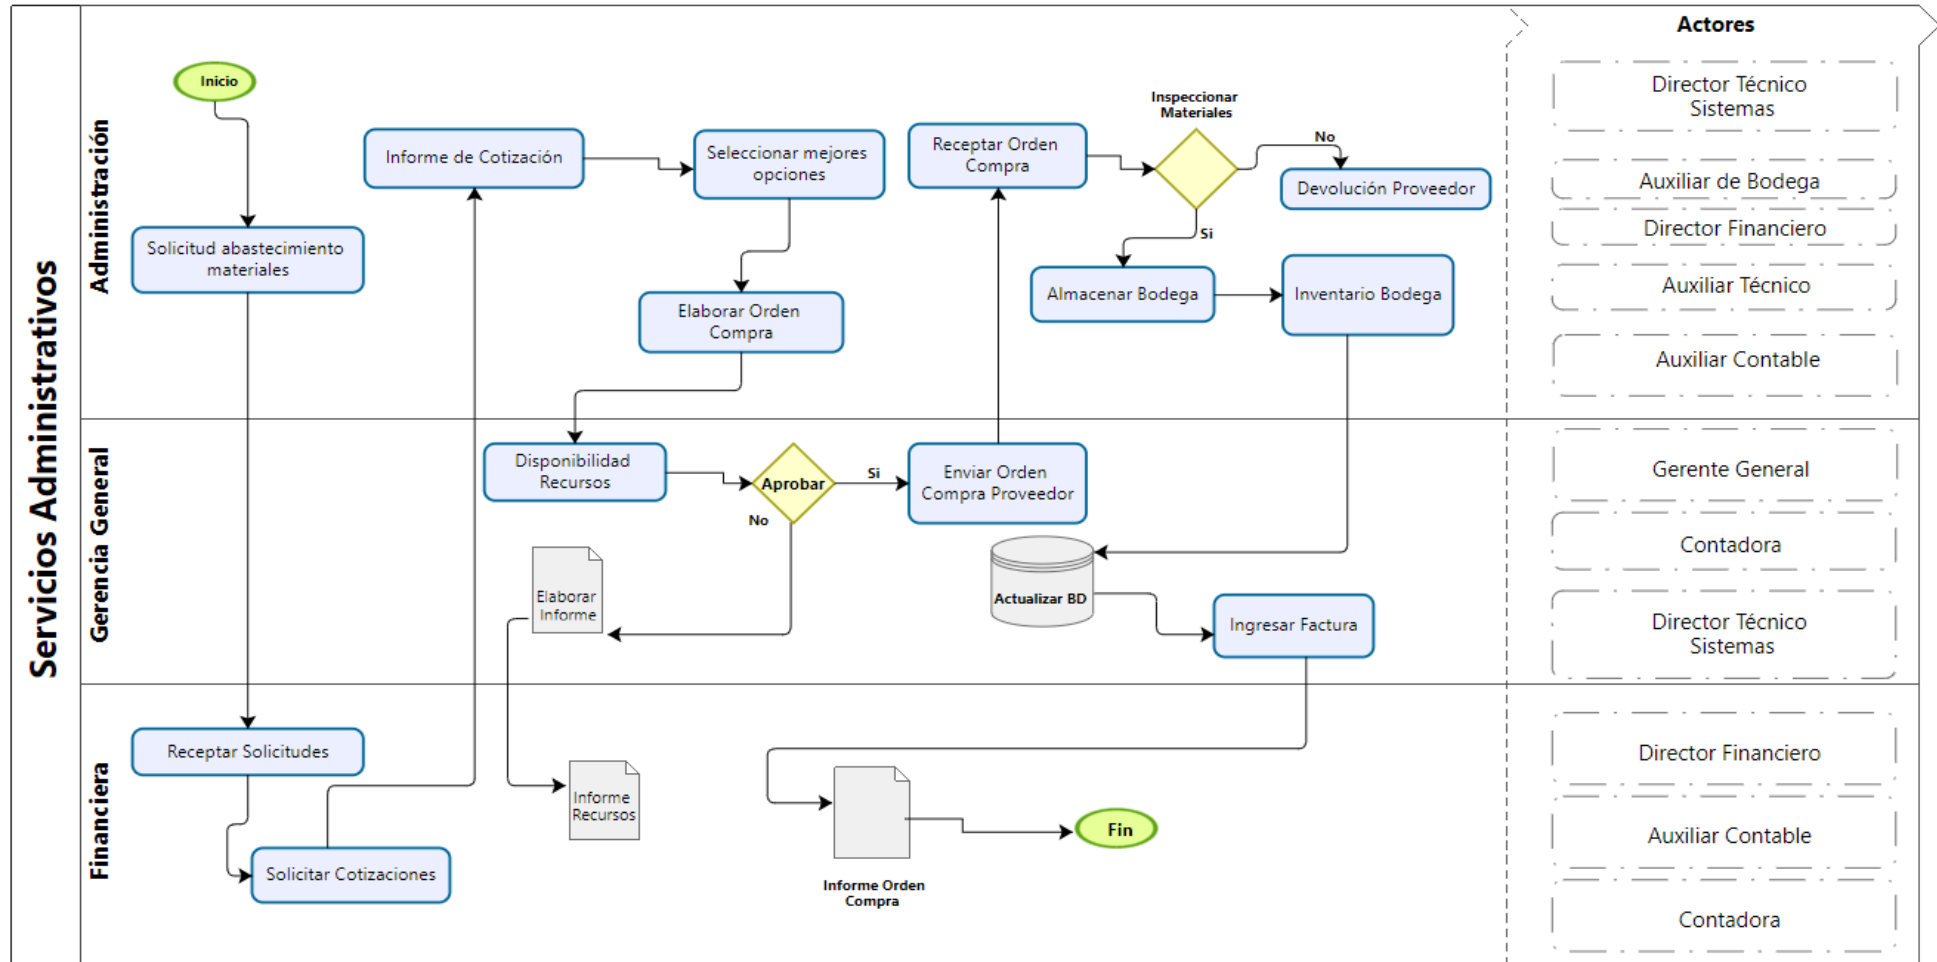 Servicios Administrativos
Administración
Inicio
Solicitud abastecimiento
materiales
Informe de Cotización
Seleccionar mejores
opciones
Elaborar Orden
Compra
Receptar Orden
Compra
Inspeccionar
Materiales
No
Devolución Proveedor
Si
Almacenar Bodega
Inventario Bodega
Gerencia General
Disponibilidad
Recursos
Aprobar
Si
No
Enviar Orden
Compra Proveedor
Elaborar
Informe
Actualizar BD
Ingresar Factura
Financiera
Receptar Solicitudes
Solicitar Cotizaciones
Informe
Recursos
Informe Orden
Compra
Fin
Actores
Director Técnico
Sistemas
Auxiliar de Bodega
Director Financiero
Auxiliar Técnico
Auxiliar Contable
Gerente General
Contadora
Director Técnico
Sistemas
Director Financiero
Auxiliar Contable
Contadora